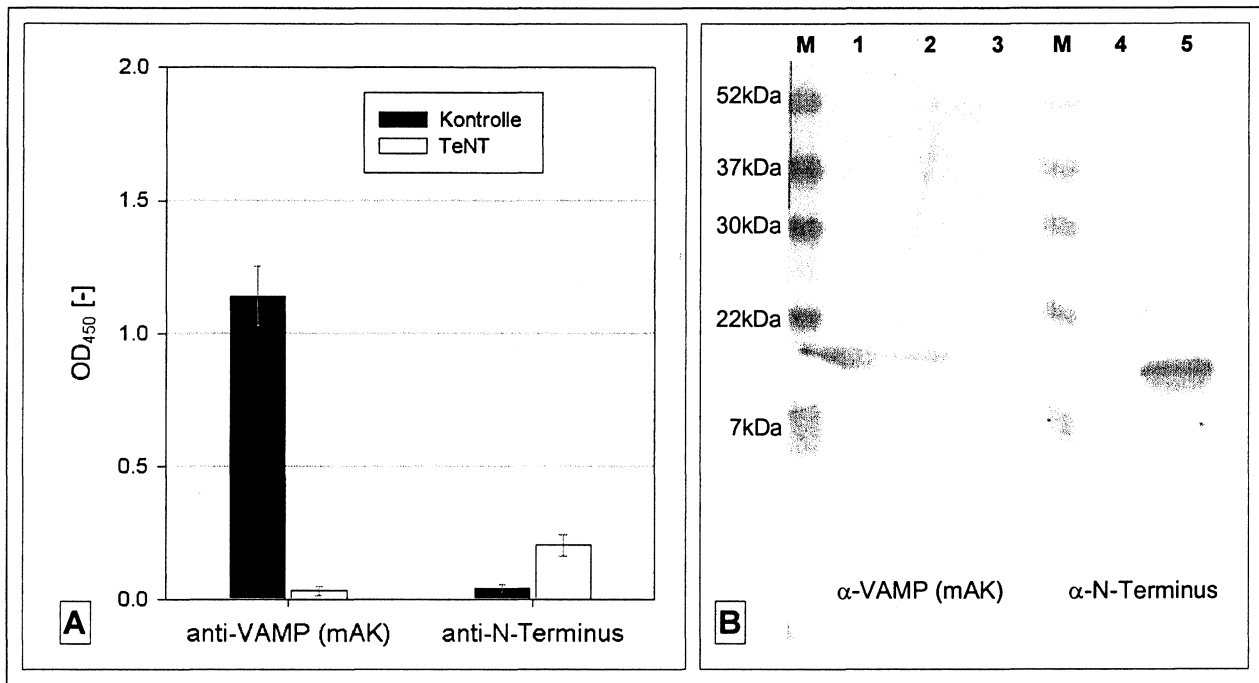 2.0
1.5
1.0
0.5
0.0
OD450 [-]
Kontrolle
TeNT
anti-VAMP (mAK)
anti-N-Terminus
A
M 1 2 3 M 4 5
52kDa
37kDa
30kDa
22kDa
7kDa
α-VAMP (mAK)
α-N-Terminus
B